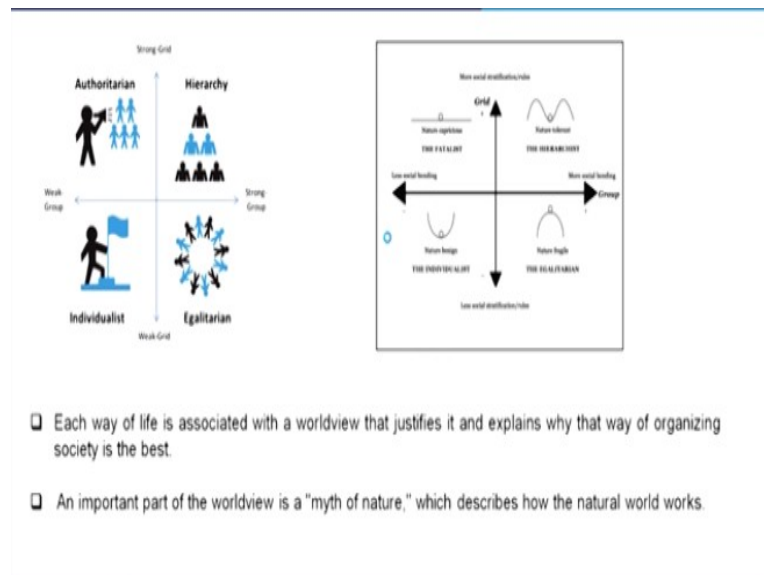 Strong-Grid
Authoritarian
Hierarchy
Weak
Group
Strong
Group
Individualist
Egalitarian
Weak-Grid
More social stratification/rules
Grid
Nature capricious
THE FATALIST
Nature tolerant
THE HIERARCHIST
Less social bonding
More social bonding
Group
Nature benign
THE INDIVIDUALIST
Nature fragile
THE EGALITARIAN
Less social stratification/rules
Each way of life is associated with a worldview that justifies it and explains why that way of organizing
society is the best.
An important part of the worldview is a "myth of nature," which describes how the natural world works.